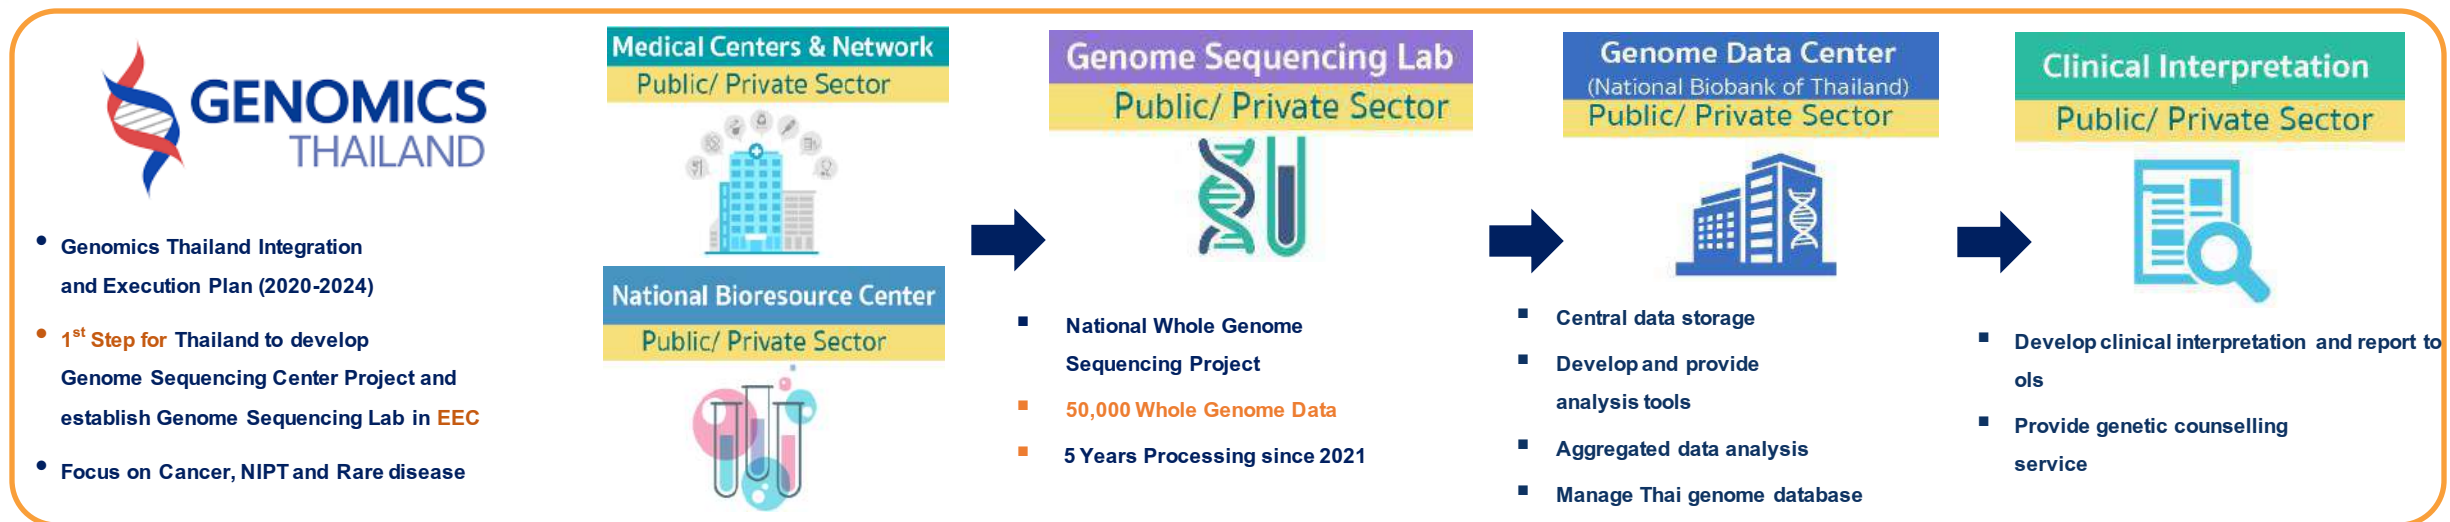 GENOMICS
THAILAND
• Genomics Thailand Integration
and Execution Plan (2020-2024)
• 1st Step for Thailand to develop
Genome Sequencing Center Project and
establish Genome Sequencing Lab in EEC
• Focus on Cancer, NIPT and Rare disease
Medical Centers & Network
Public/ Private Sector
National Bioresource Center
Public/ Private Sector
Genome Sequencing Lab
Public/ Private Sector
▪ National Whole Genome
Sequencing Project
▪ 50,000 Whole Genome Data
▪ 5 Years Processing since 2021
Genome Data Center
(National Biobank of Thailand)
Public/ Private Sector
▪ Central data storage
▪ Develop and provide
analysis tools
▪ Aggregated data analysis
▪ Manage Thai genome database
Clinical Interpretation
Public/ Private Sector
▪ Develop clinical interpretation and report to
ols
▪ Provide genetic counselling
service